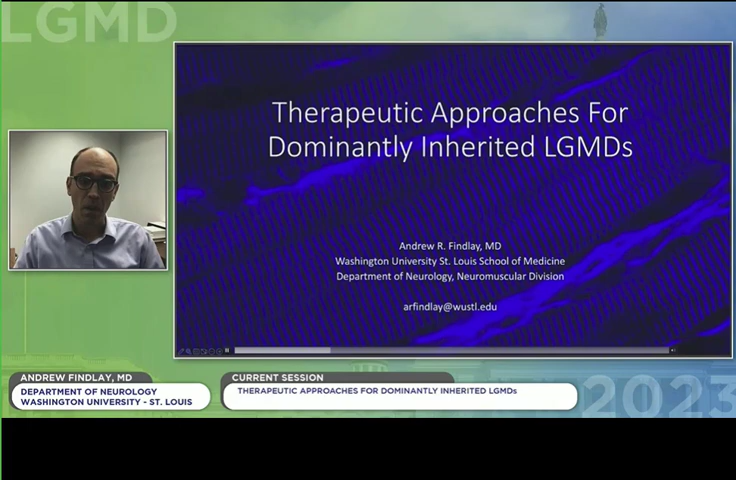 LGMD
2023
Therapeutic Approaches For
Dominantly Inherited LGMDs
Andrew R. Findlay, MD
Washington University St. Louis School of Medicine
Department of Neurology, Neuromuscular Division
arfindlay@wustl.edu
ANDREW FINDLAY, MD
DEPARTMENT OF NEUROLOGY
WASHINGTON UNIVERSITY - ST. LOUIS
CURRENT SESSION
THERAPEUTIC APPROACHES FOR DOMINANTLY INHERITED LGMDs
2023